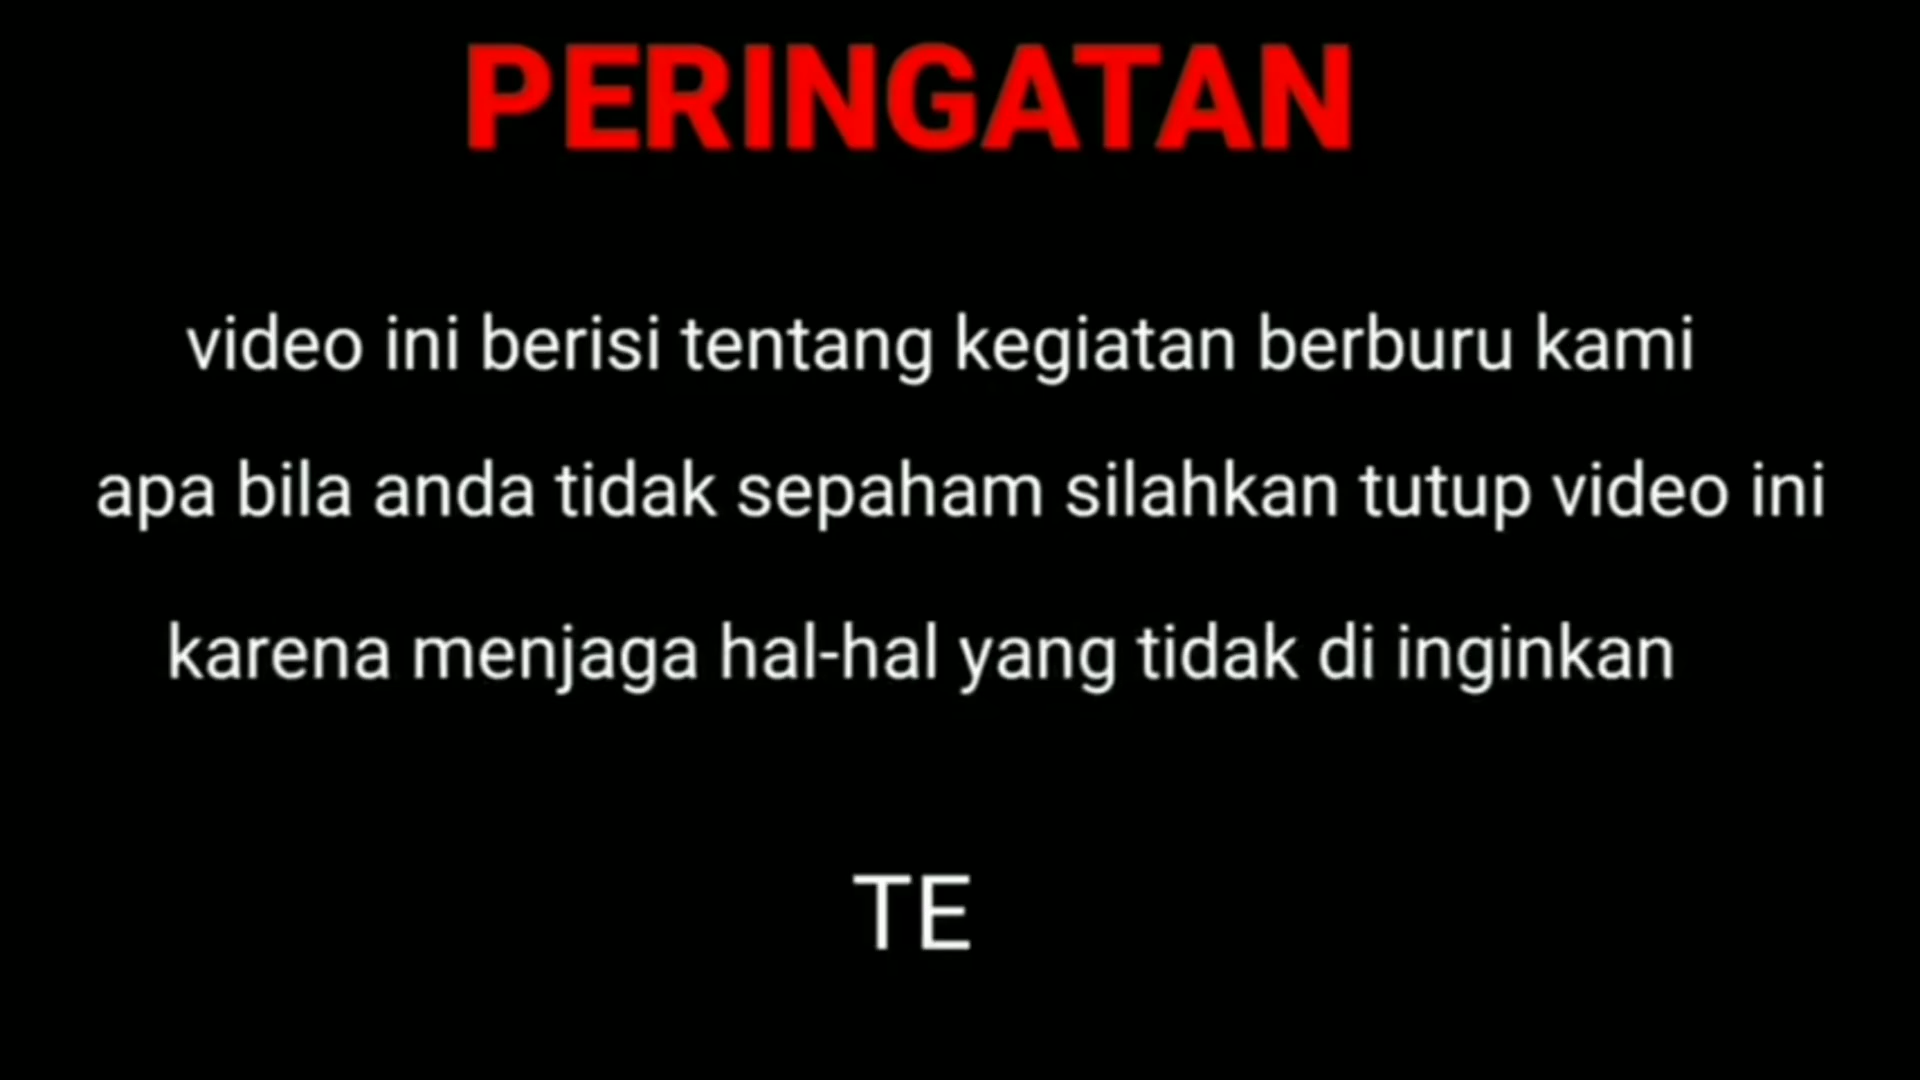 PERINGATAN
video ini berisi tentang kegiatan berburu kami
apa bila anda tidak sepaham silahkan tutup video ini
karena menjaga hal-hal yang tidak di inginkan
TE